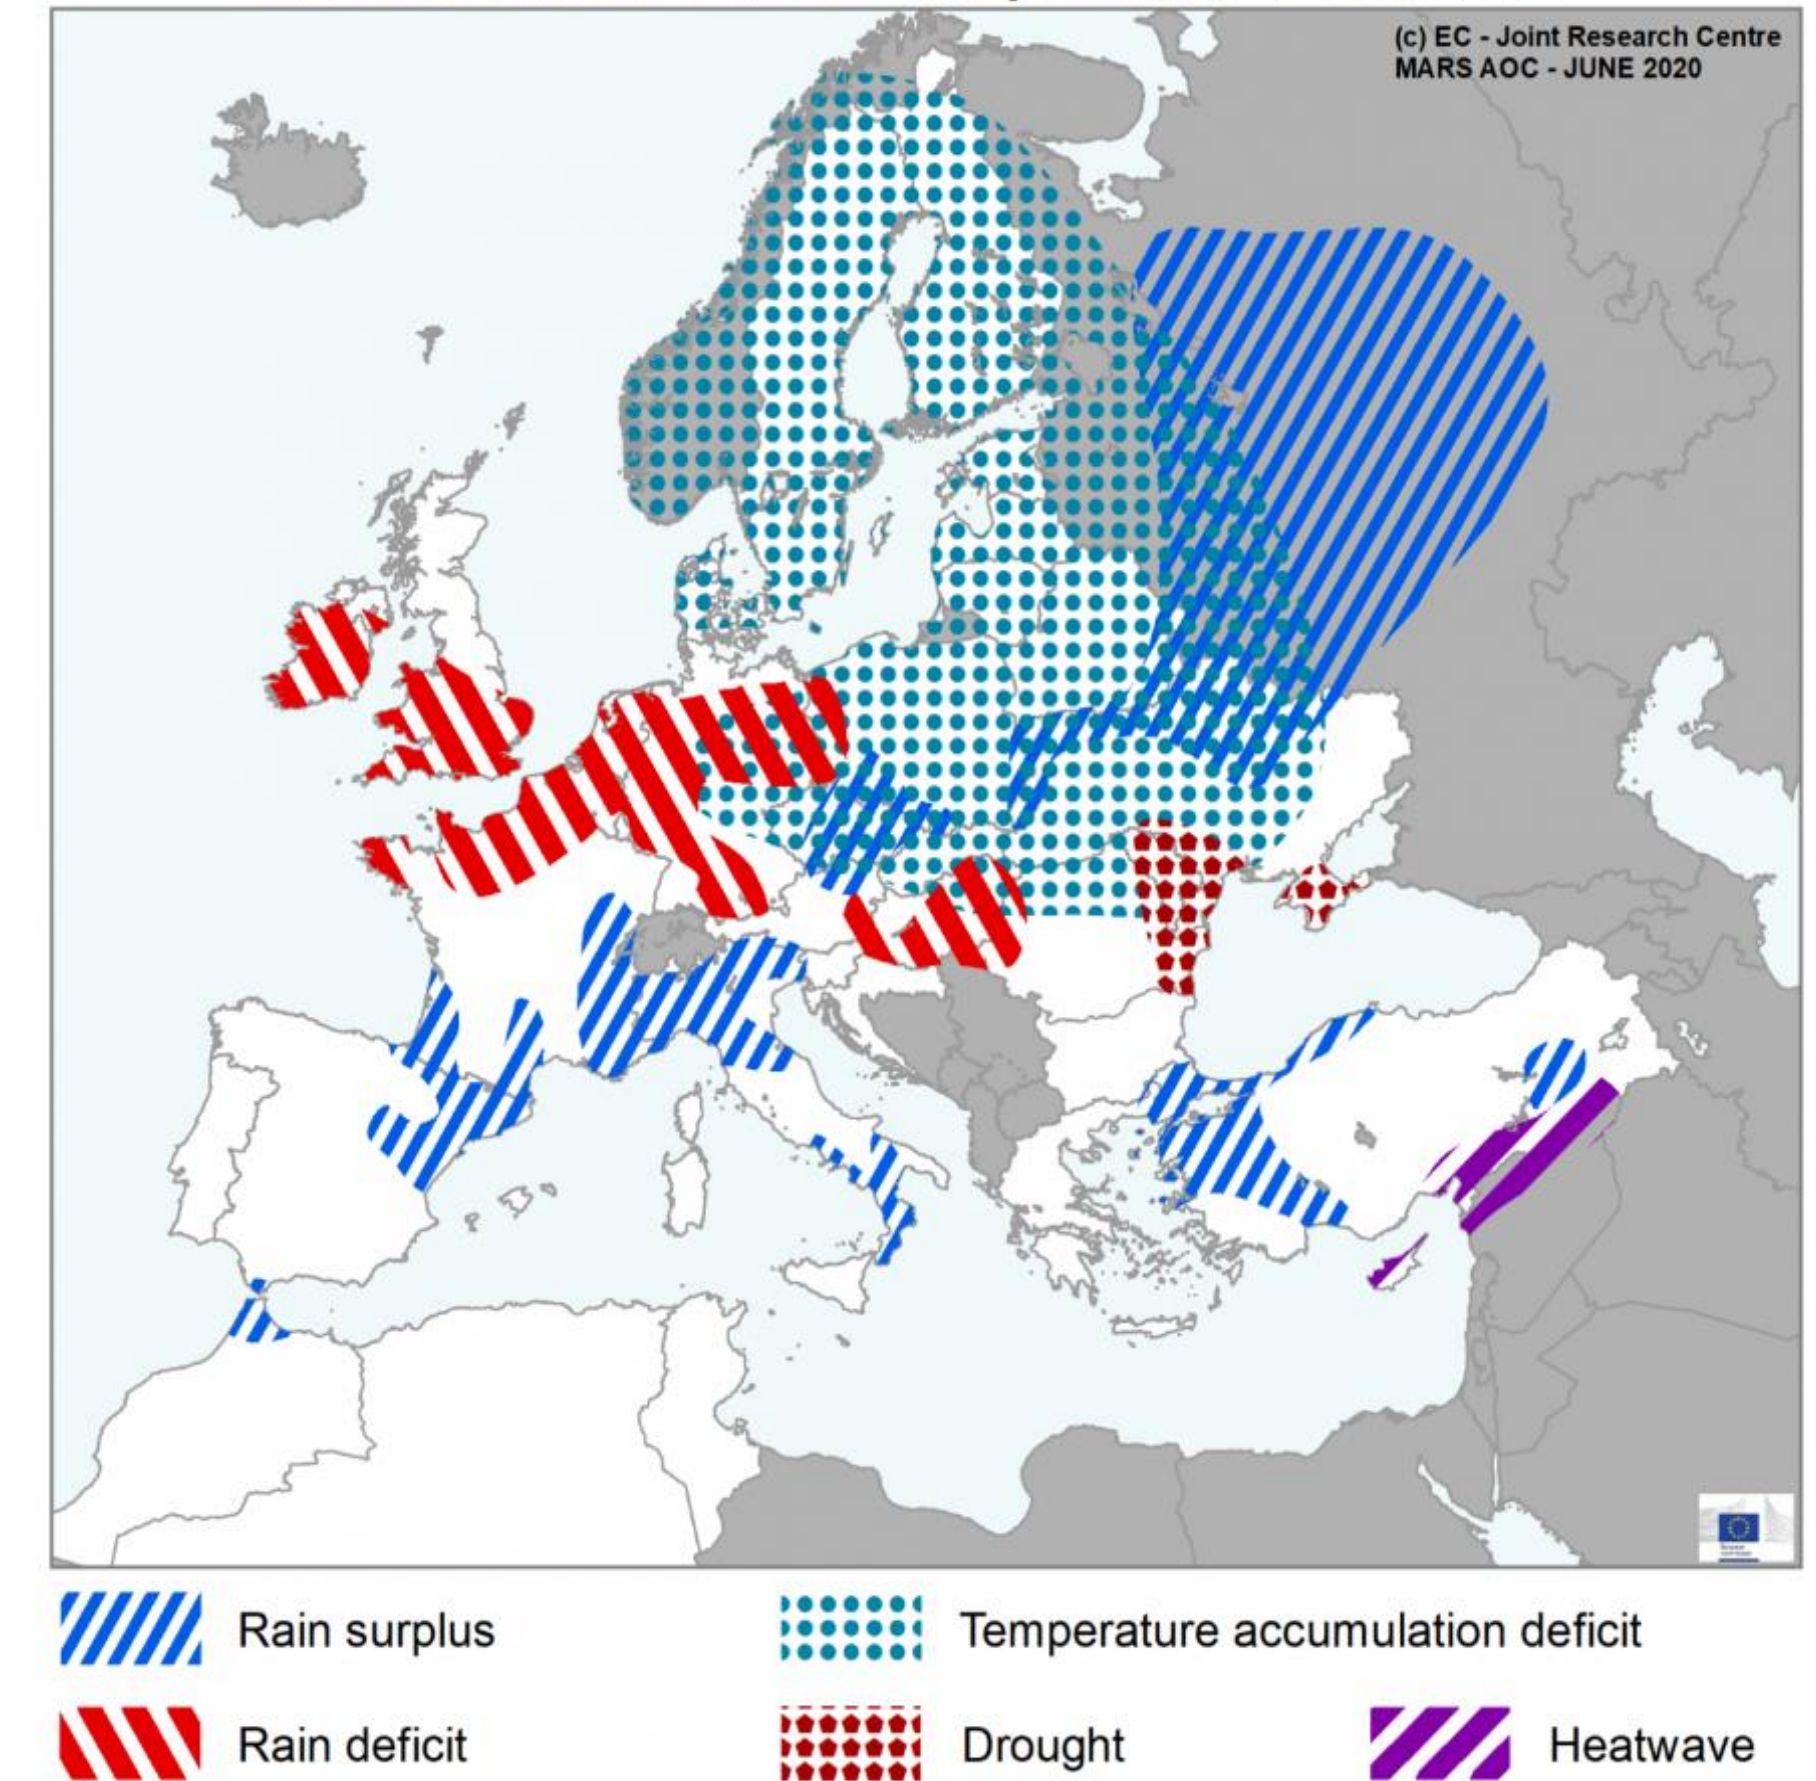 (c) EC - Joint Research Centre
MARS AOC - JUNE 2020
Rain surplus
Temperature accumulation deficit
Rain deficit
Drought
Heatwave